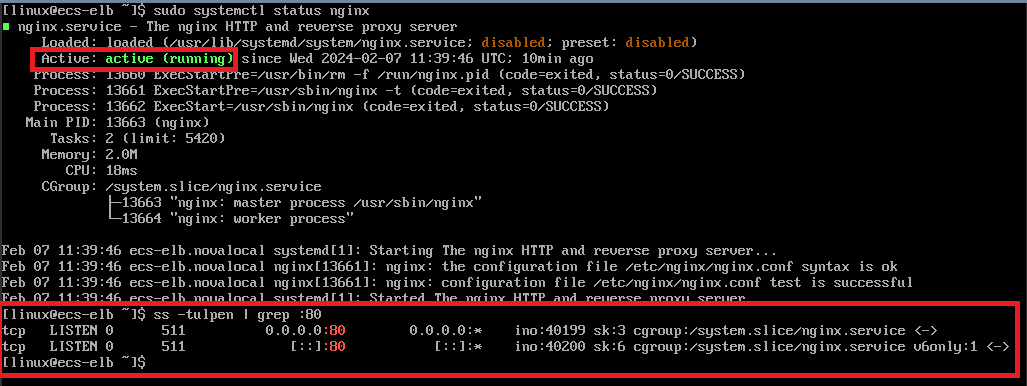 [linux@ecs-elb ~]$ sudo systemctl status nginx
■ nginx.service - The nginx HTTP and reverse proxy server
Loaded: loaded (/usr/lib/systemd/system/nginx.service; disabled; preset: disabled)
Active: active (running) since Wed 2024-02-07 11:39:46 UTC; 10min ago
Process: 13660 ExecStartPre=/usr/bin/rm -f /run/nginx.pid (code=exited, status=0/SUCCESS)
Process: 13661 ExecStartPre=/usr/sbin/nginx -t (code=exited, status=0/SUCCESS)
Process: 13662 ExecStart=/usr/sbin/nginx (code=exited, status=0/SUCCESS)
Main PID: 13663 (nginx)
Tasks: 2 (limit: 5420)
Memory: 2.0M
CPU: 18ms
CGroup: /system.slice/nginx.service
├─13663 "nginx: master process /usr/sbin/nginx"
└─13664 "nginx: worker process"
Feb 07 11:39:46 ecs-elb.novalocal systemd[1]: Starting The nginx HTTP and reverse proxy server...
Feb 07 11:39:46 ecs-elb.novalocal nginx[13661]: nginx: the configuration file /etc/nginx/nginx.conf syntax is ok
Feb 07 11:39:46 ecs-elb.novalocal nginx[13661]: nginx: configuration file /etc/nginx/nginx.conf test is successful
Feb 07 11:39:46 ecs-elb.novalocal systemd[1]: Started The nginx HTTP and reverse proxy server
[linux@ecs-elb ~]$ ss -tulpen | grep :80
tcp LISTEN 0 511 0.0.0.0:80 0.0.0.0:* ino:40199 sk:3 cgroup:/system.slice/nginx.service <->
tcp LISTEN 0 511 [::]:80 [::]:* ino:40200 sk:6 cgroup:/system.slice/nginx.service v6only:1 <->
[linux@ecs-elb ~]$